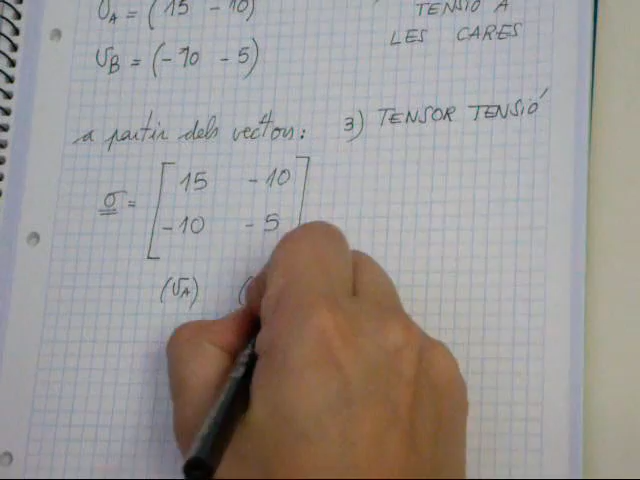 σA = (15 -10)
TENSIÓ A
LES CARES
σB = (-10 -5)
a partir dels vectors:
3) TENSOR TENSIÓ
σ = [ 15 -10
-10 -5 ]
(σA) (